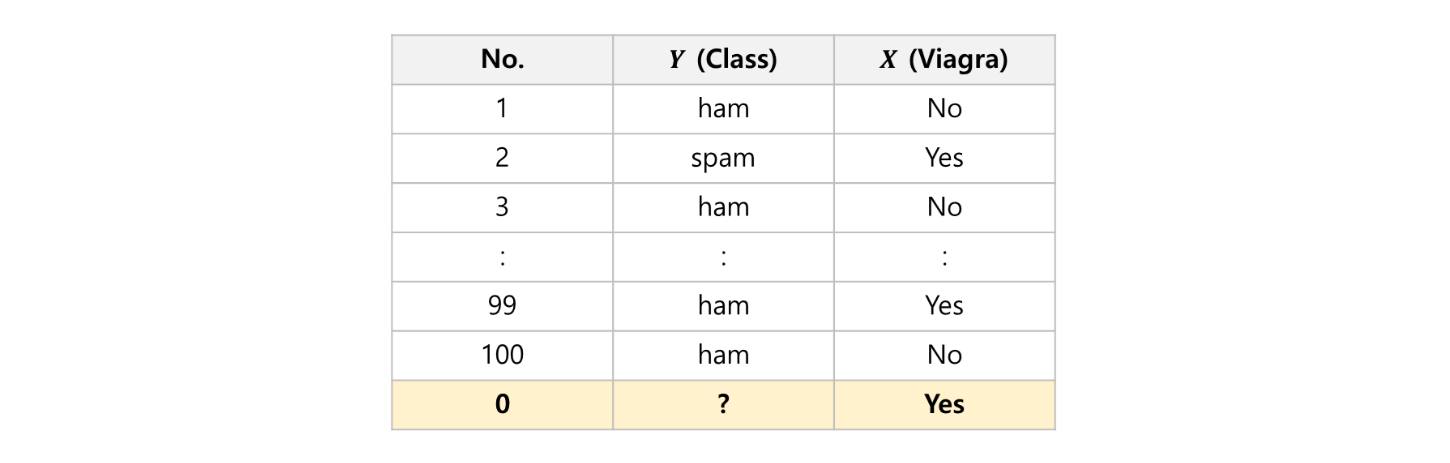 No. Y (Class) X (Viagra)
1 ham No
2 spam Yes
3 ham No
: : :
99 ham Yes
100 ham No
0 ? Yes